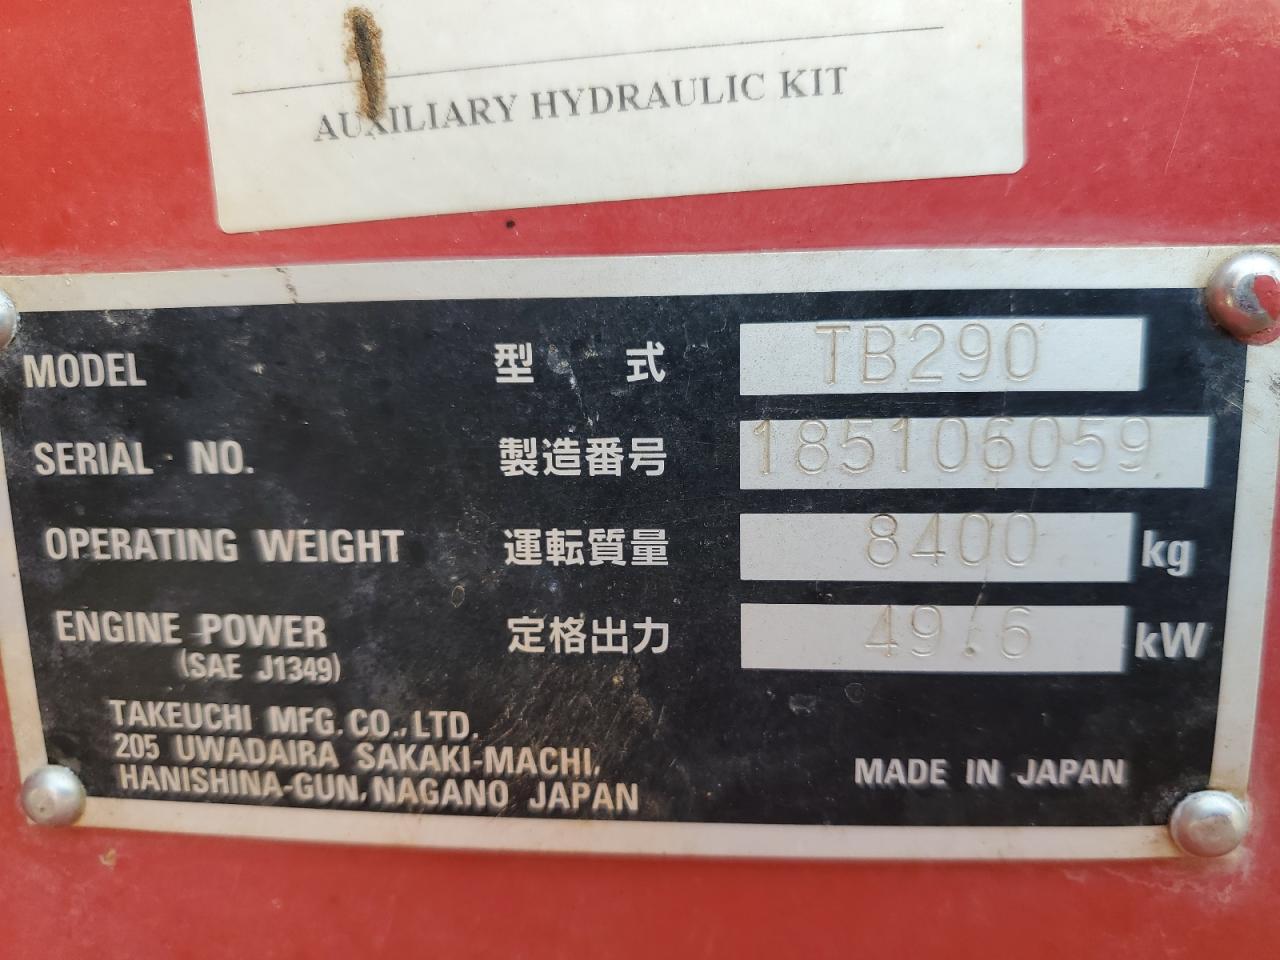 AUXILIARY HYDRAULIC KIT
MODEL 型 式 TB290
SERIAL NO. 製造番号 185106059
OPERATING WEIGHT 運転質量 8400 kg
ENGINE POWER 定格出力 49.6 kW
(SAE J1349)
TAKEUCHI MFG. CO., LTD.
205 UWADAIRA SAKAKI-MACHI,
HANISHINA-GUN, NAGANO JAPAN
MADE IN JAPAN